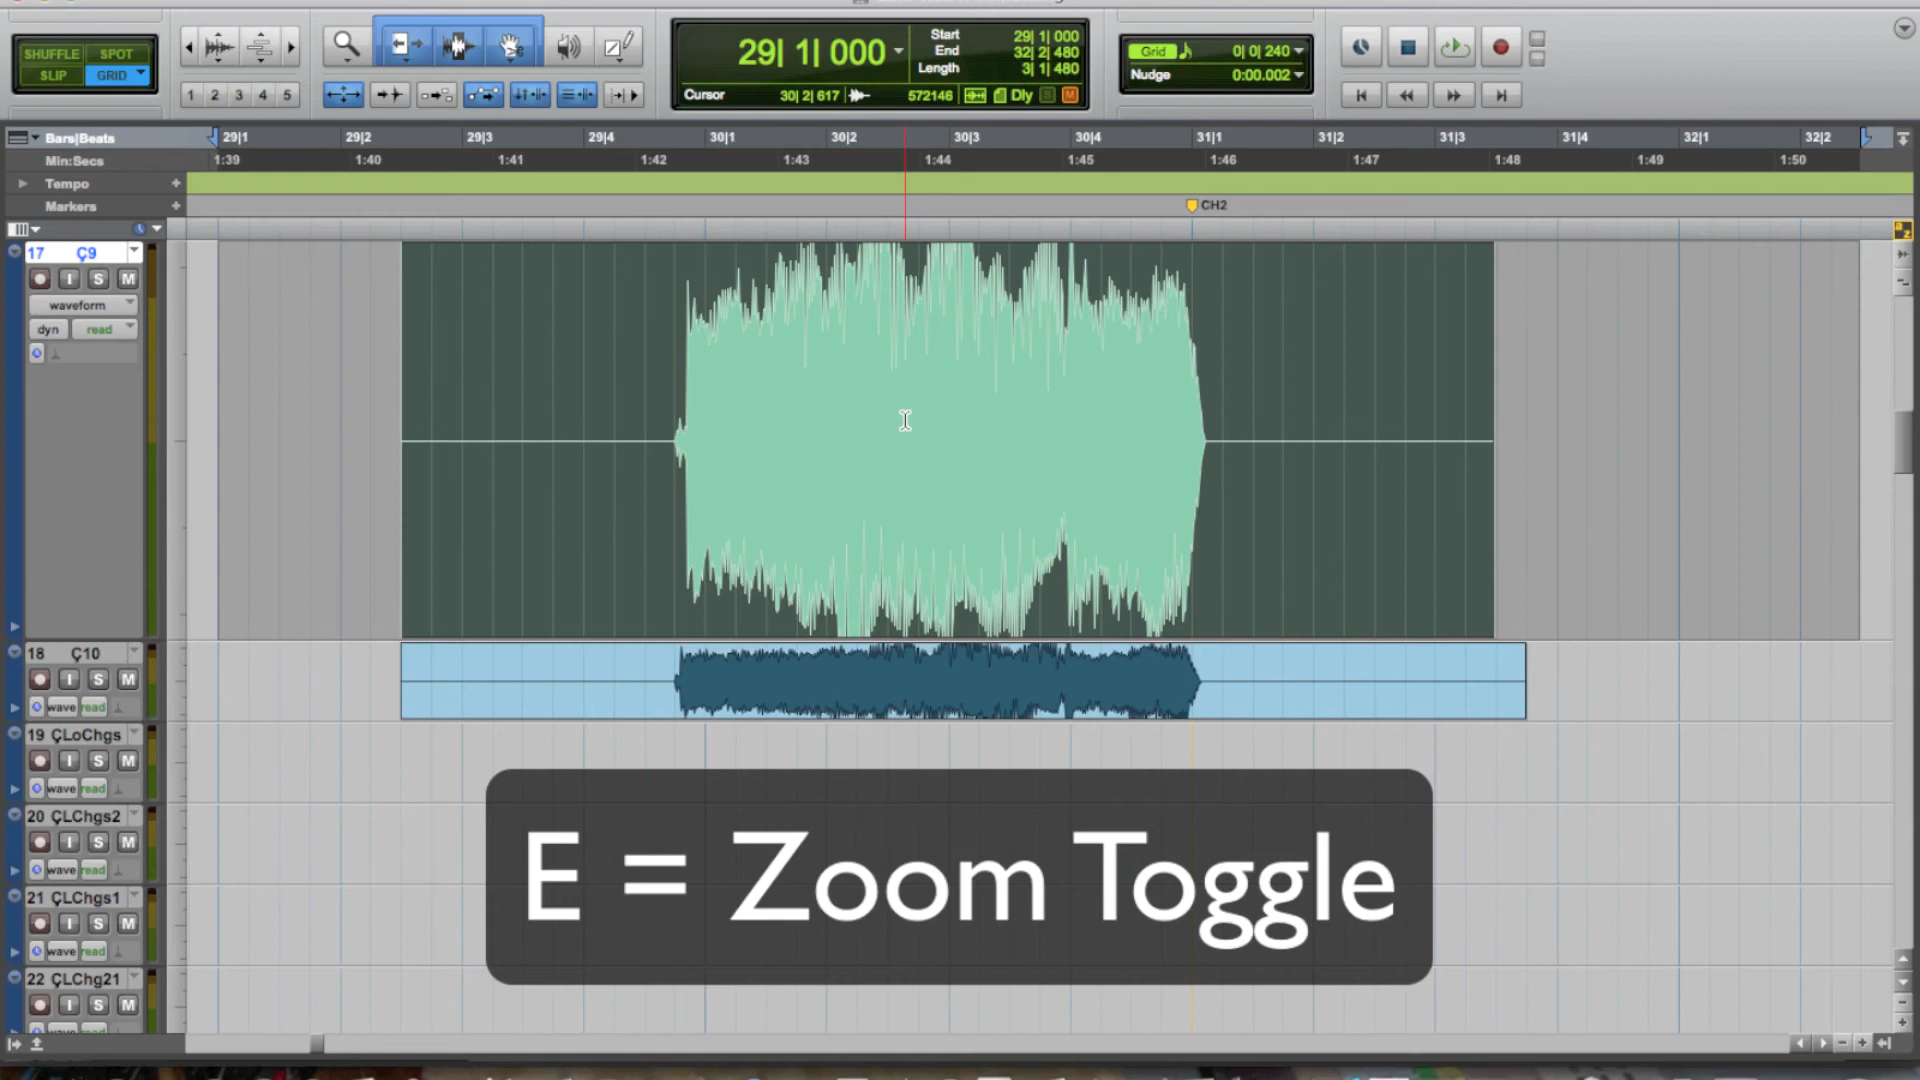 SHUFFLE SPOT
SLIP GRID
1 2 3 4 5
29| 1| 000
Start 29| 1| 000
End 32| 2| 480
Length 3| 1| 480
Cursor 30| 2| 617 572146 Dly S M
Grid 0| 0| 240
Nudge 0:00.002
Bars|Beats 29|1 29|2 29|3 29|4 30|1 30|2 30|3 30|4 31|1 31|2 31|3 31|4 32|1 32|2
Min:Secs 1:39 1:40 1:41 1:42 1:43 1:44 1:45 1:46 1:47 1:48 1:49 1:50
Tempo
Markers CH2
a z
17 Ç9
I S M
waveform
dyn read
18 Ç10
I S M
wave read
19 ÇLoChgs
I S M
wave read
20 ÇLChgs2
I S M
wave read
21 ÇLChgs1
I S M
wave read
22 ÇLChg21
I S M
wave read
E = Zoom Toggle